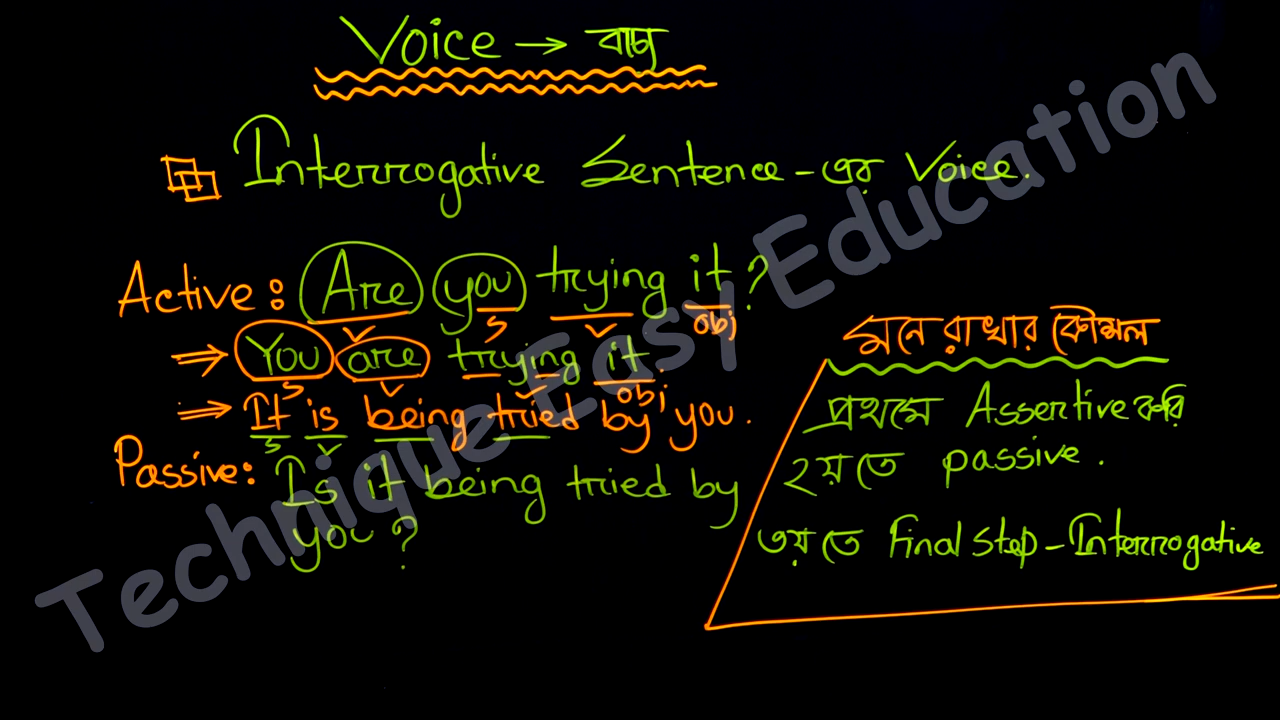 Voice → বাচ্য
Interrogative Sentence-এর Voice.
Active: Are you trying it?
v s v obj
⇒ You are trying it.
s v v obj
⇒ It is being tried by you.
s v
Passive: Is it being tried by
you?
মনে রাখার কৌশল
প্রথমে Assertive করি
২য় তে passive.
৩য় তে Final step - Interrogative
Technique Easy Education